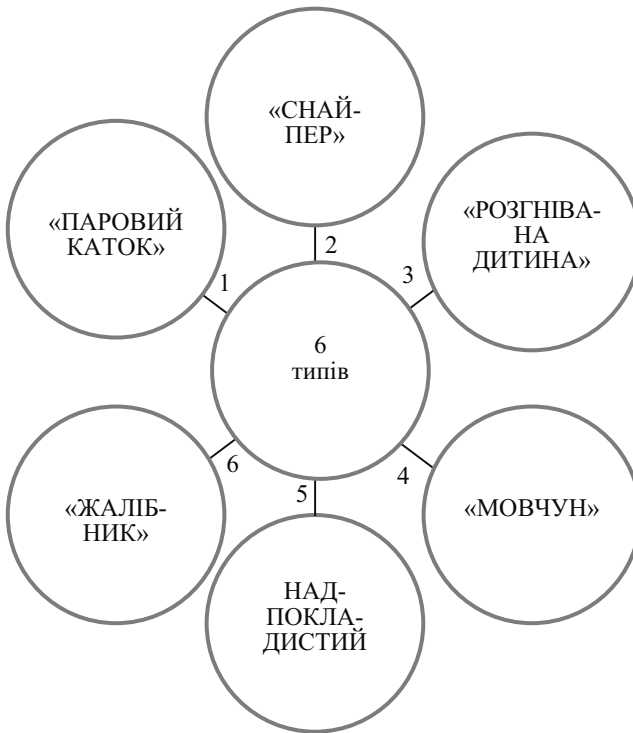 «СНАЙ-
ПЕР»
«ПАРОВИЙ
КАТОК»
«РОЗГНІВА-
НА
ДИТИНА»
1
2
3
6
типів
6
5
4
«ЖАЛІБ-
НИК»
«МОВЧУН»
НАД-
ПОКЛА-
ДИСТИЙ